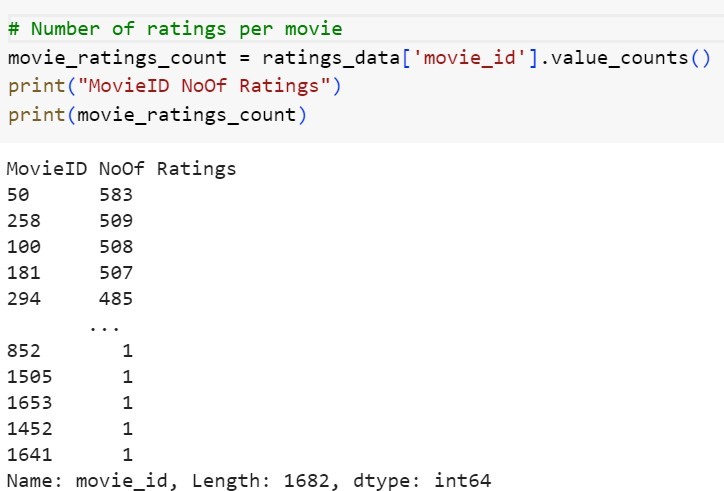 # Number of ratings per movie
movie_ratings_count = ratings_data['movie_id'].value_counts()
print("MovieID NoOf Ratings")
print(movie_ratings_count)
MovieID NoOf Ratings
50      583
258     509
100     508
181     507
294     485
       ...
852       1
1505      1
1653      1
1452      1
1641      1
Name: movie_id, Length: 1682, dtype: int64